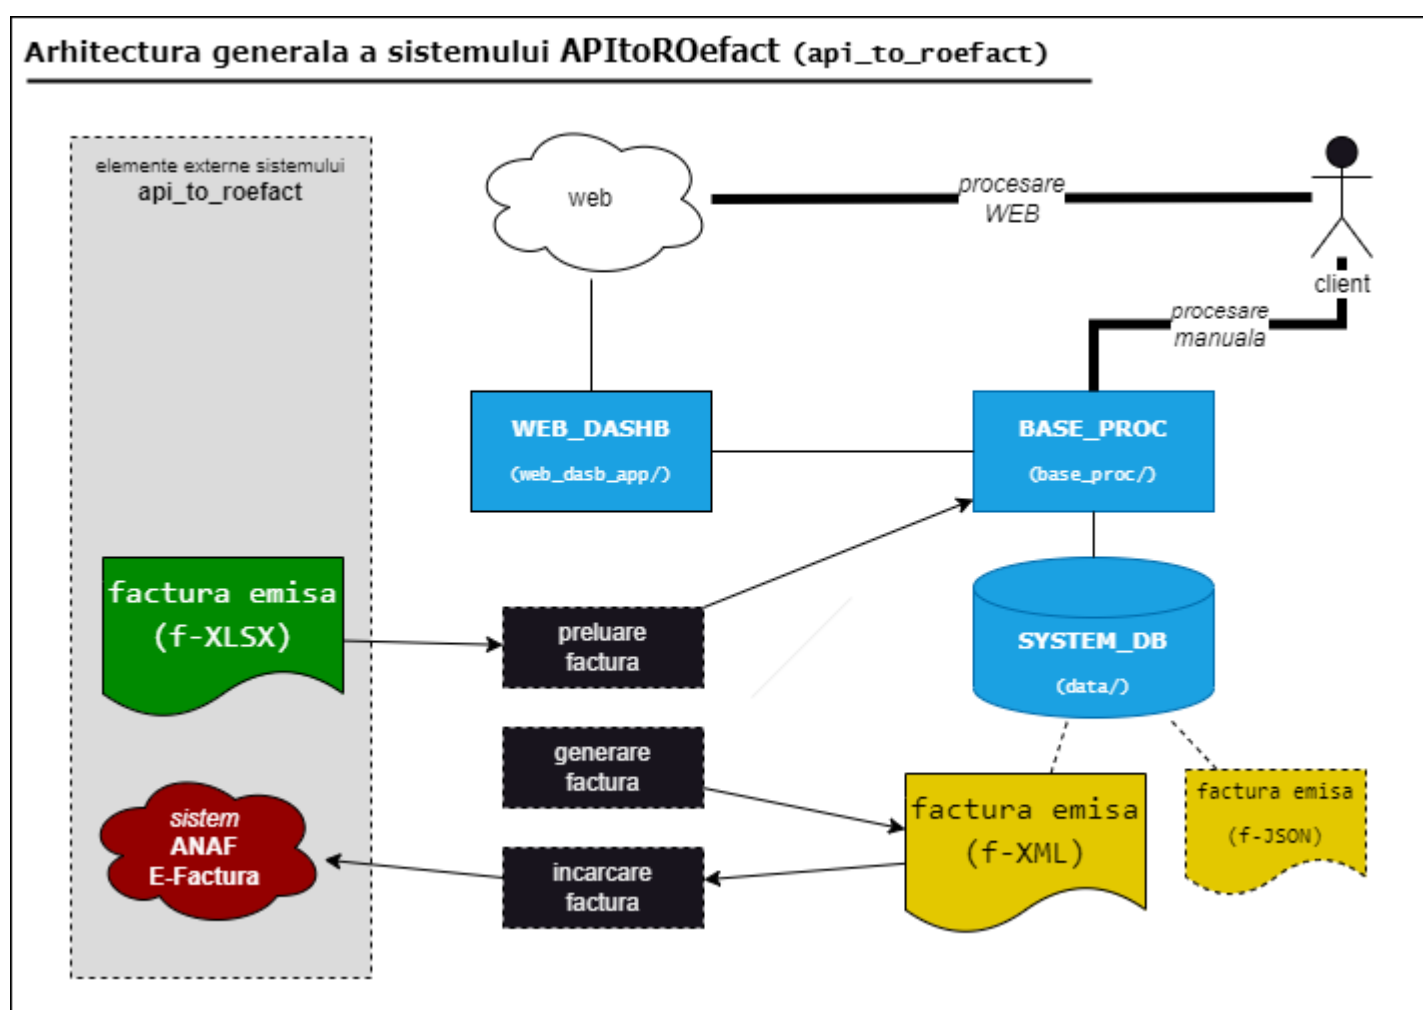 Arhitectura generala a sistemului APItoROefact (api_to_roefact)
elemente externe sistemului
api_to_roefact
web
procesare
WEB
client
procesare
manuala
WEB_DASHB
(web_dasb_app/)
BASE_PROC
(base_proc/)
factura emisa
(f-XLSX)
preluare
factura
SYSTEM_DB
(data/)
generare
factura
factura emisa
(f-XML)
factura emisa
(f-JSON)
sistem
ANAF
E-Factura
incarcare
factura